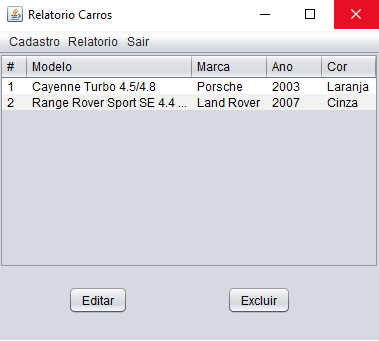 Relatorio Carros
Cadastro Relatorio Sair
# Modelo Marca Ano Cor
1 Cayenne Turbo 4.5/4.8 Porsche 2003 Laranja
2 Range Rover Sport SE 4.4 ... Land Rover 2007 Cinza
Editar Excluir